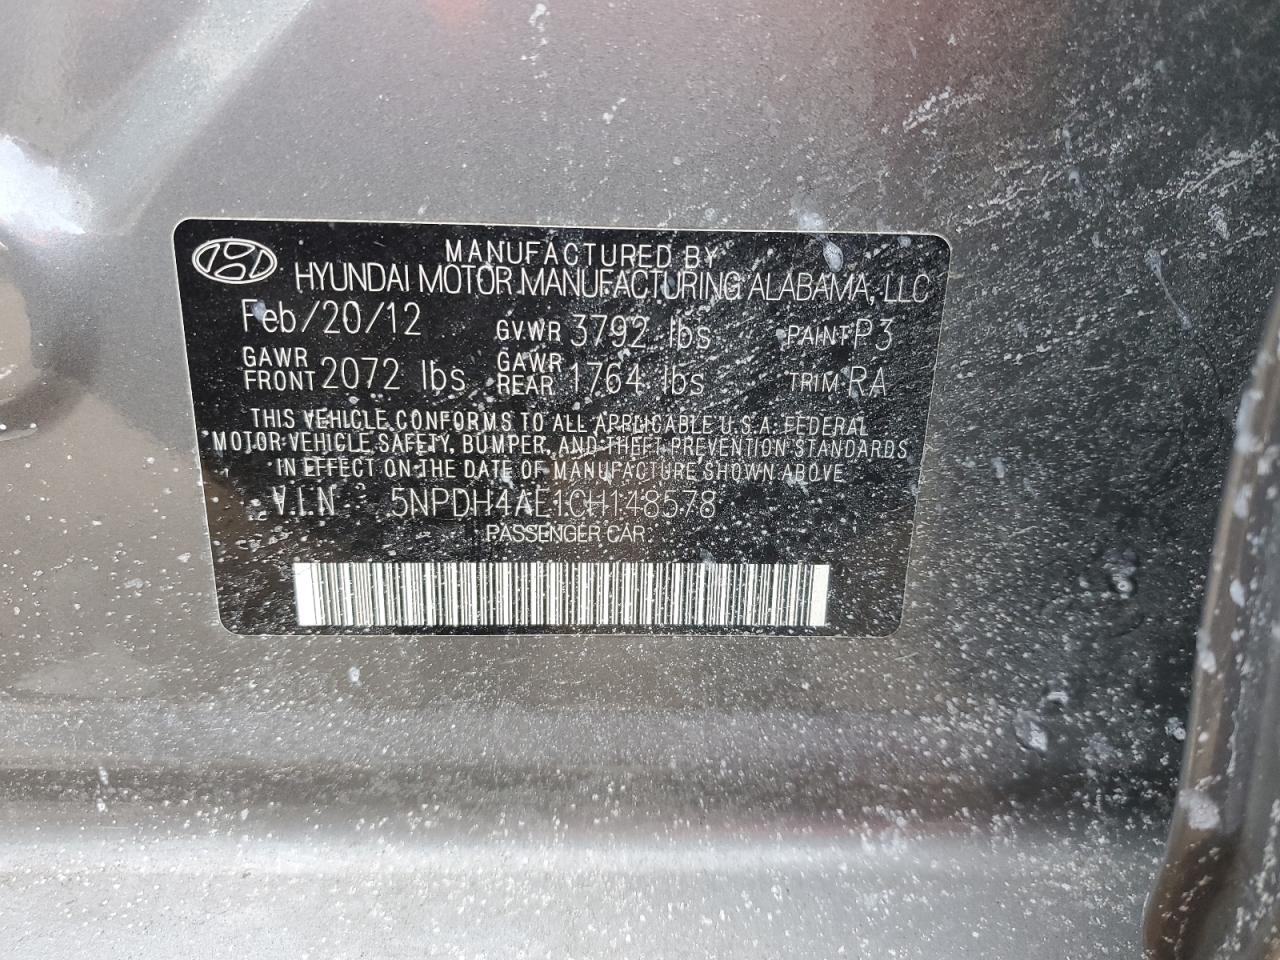 MANUFACTURED BY
HYUNDAI MOTOR MANUFACTURING ALABAMA, LLC
Feb/20/12 GVWR 3792 lbs PAINT P3
GAWR FRONT 2072 lbs GAWR REAR 1764 lbs TRIM RA
THIS VEHICLE CONFORMS TO ALL APPLICABLE U.S.A. FEDERAL
MOTOR VEHICLE SAFETY, BUMPER, AND THEFT PREVENTION STANDARDS
IN EFFECT ON THE DATE OF MANUFACTURE SHOWN ABOVE
V.I.N 5NPDH4AE1CH148578
PASSENGER CAR